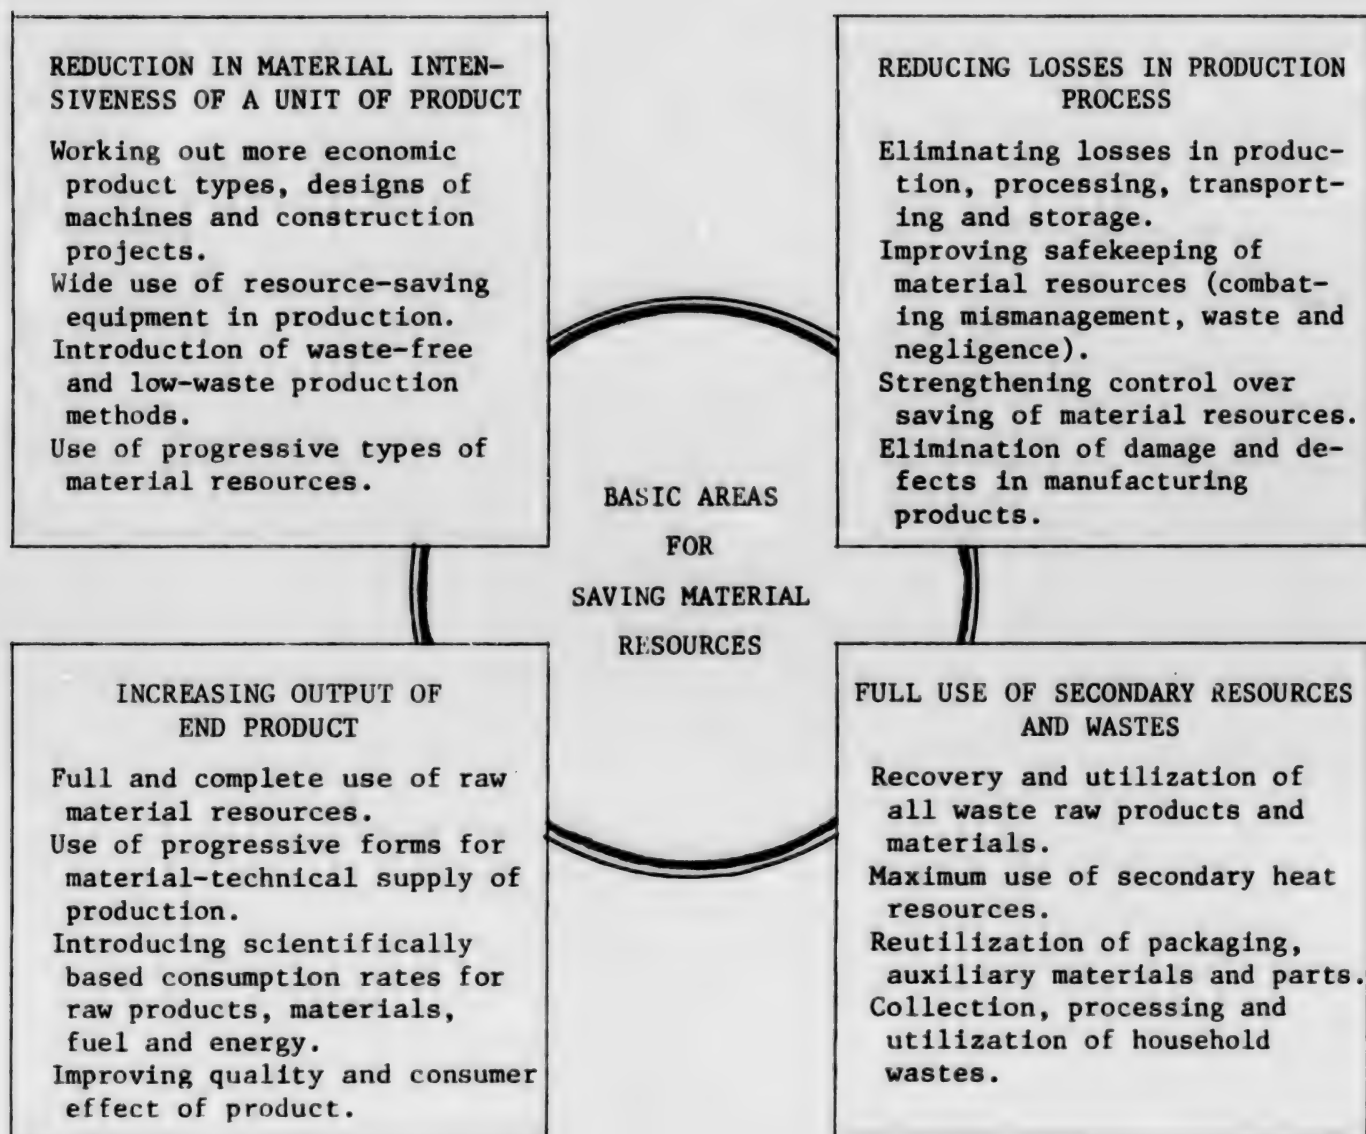 REDUCTION IN MATERIAL INTEN-
SIVENESS OF A UNIT OF PRODUCT
Working out more economic
product types, designs of
machines and construction
projects.
Wide use of resource-saving
equipment in production.
Introduction of waste-free
and low-waste production
methods.
Use of progressive types of
material resources.
REDUCING LOSSES IN PRODUCTION
PROCESS
Eliminating losses in produc-
tion, processing, transport-
ing and storage.
Improving safekeeping of
material resources (combat-
ing mismanagement, waste and
negligence).
Strengthening control over
saving of material resources.
Elimination of damage and de-
fects in manufacturing
products.
BASIC AREAS
FOR
SAVING MATERIAL
RESOURCES
INCREASING OUTPUT OF
END PRODUCT
Full and complete use of raw
material resources.
Use of progressive forms for
material-technical supply of
production.
Introducing scientifically
based consumption rates for
raw products, materials,
fuel and energy.
Improving quality and consumer
effect of product.
FULL USE OF SECONDARY RESOURCES
AND WASTES
Recovery and utilization of
all waste raw products and
materials.
Maximum use of secondary heat
resources.
Reutilization of packaging,
auxiliary materials and parts.
Collection, processing and
utilization of household
wastes.